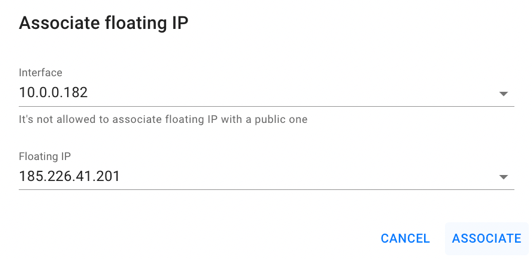 Associate floating IP
Interface
10.0.0.182
It's not allowed to associate floating IP with a public one
Floating IP
185.226.41.201
CANCEL ASSOCIATE